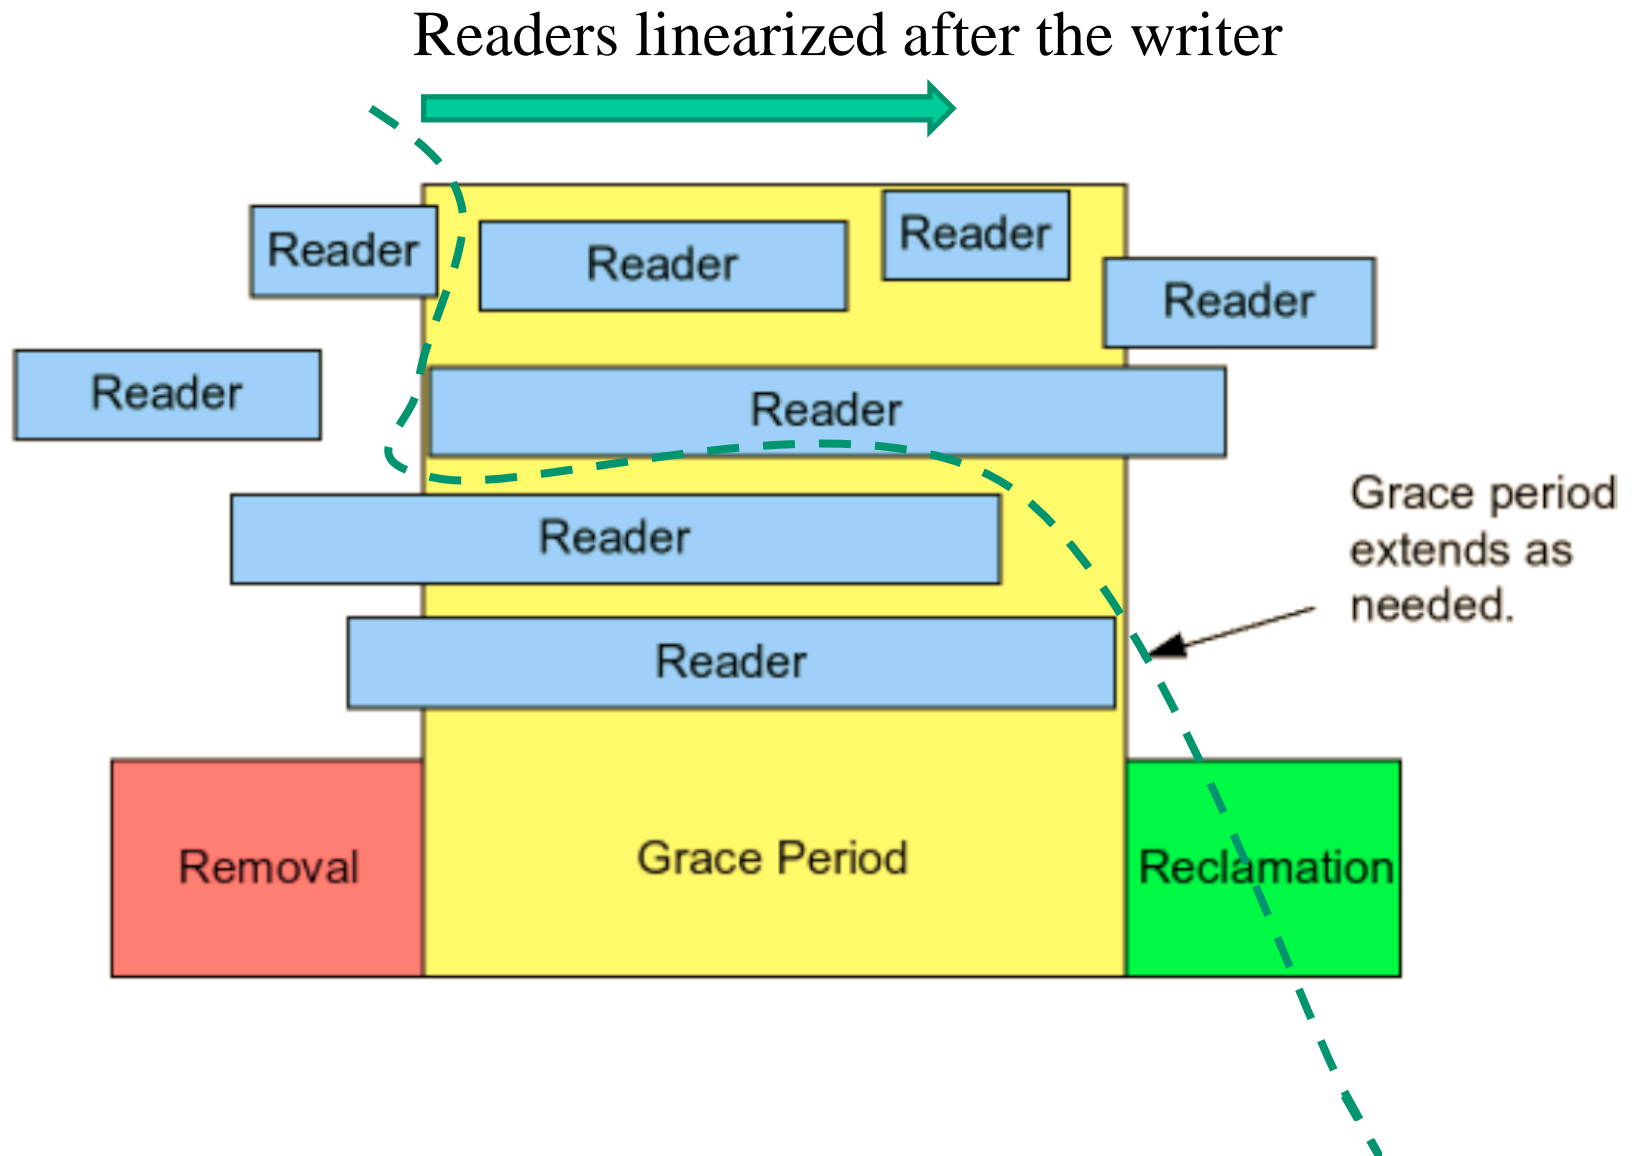 Readers linearized after the writer
Reader
Reader
Reader
Reader
Reader
Reader
Grace period
extends as
needed.
Reader
Reader
Removal
Grace Period
Reclamation